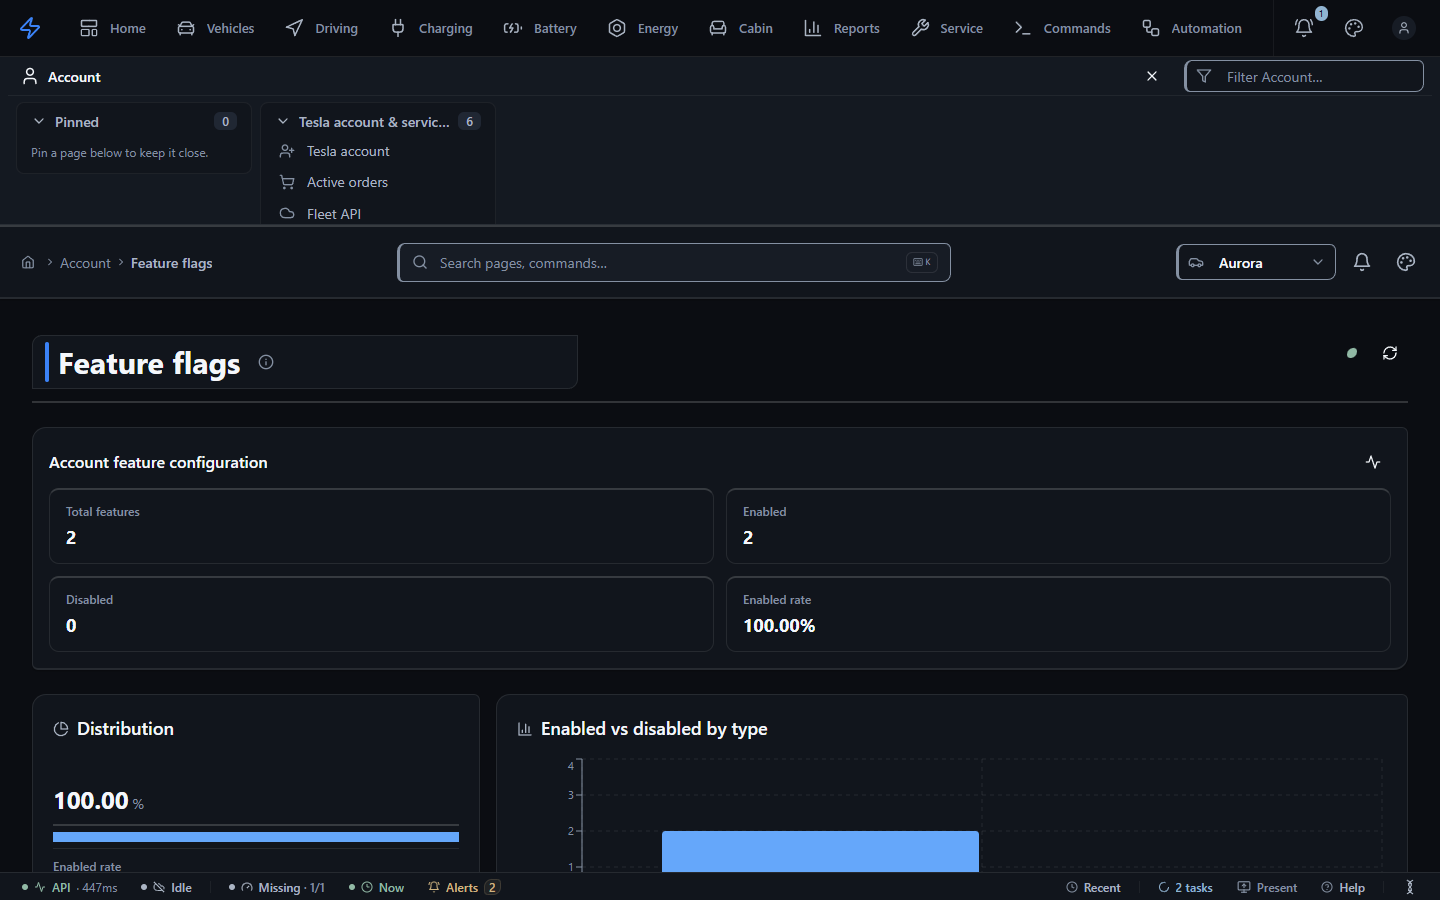 Home Vehicles Driving Charging Battery Energy Cabin Reports Service Commands Automation 1
Account Filter Account...
Pinned 0
Pin a page below to keep it close.
Tesla account & servic... 6
Tesla account
Active orders
Fleet API
Account Feature flags Search pages, commands... K Aurora
Feature flags
Account feature configuration
Total features
2
Enabled
2
Disabled
0
Enabled rate
100.00%
Distribution
100.00 %
Enabled rate
Enabled vs disabled by type
4
3
2
1
API · 447ms Idle Missing · 1/1 Now Alerts 2 Recent 2 tasks Present Help